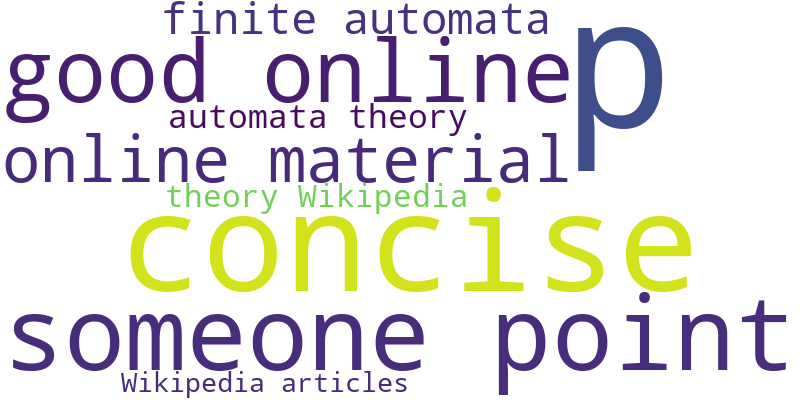 finite automata
p
good online
automata theory
online material
theory Wikipedia
concise
someone point
Wikipedia articles